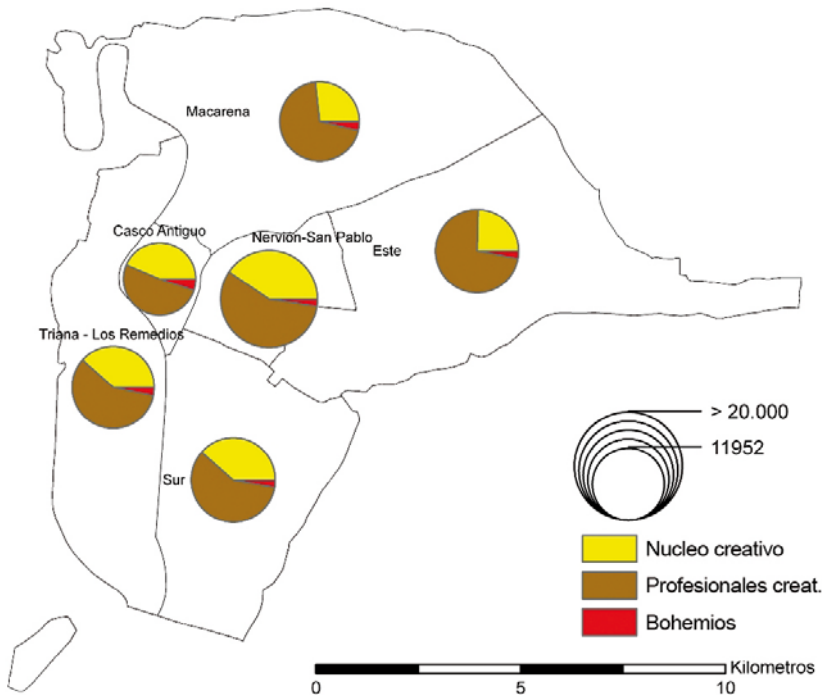 Macarena
Casco Antiguo
Nervion-San Pablo
Este
Triana - Los Remedios
Sur
> 20.000
11952
Nucleo creativo
Profesionales creat.
Bohemios
Kilometros
0 5 10